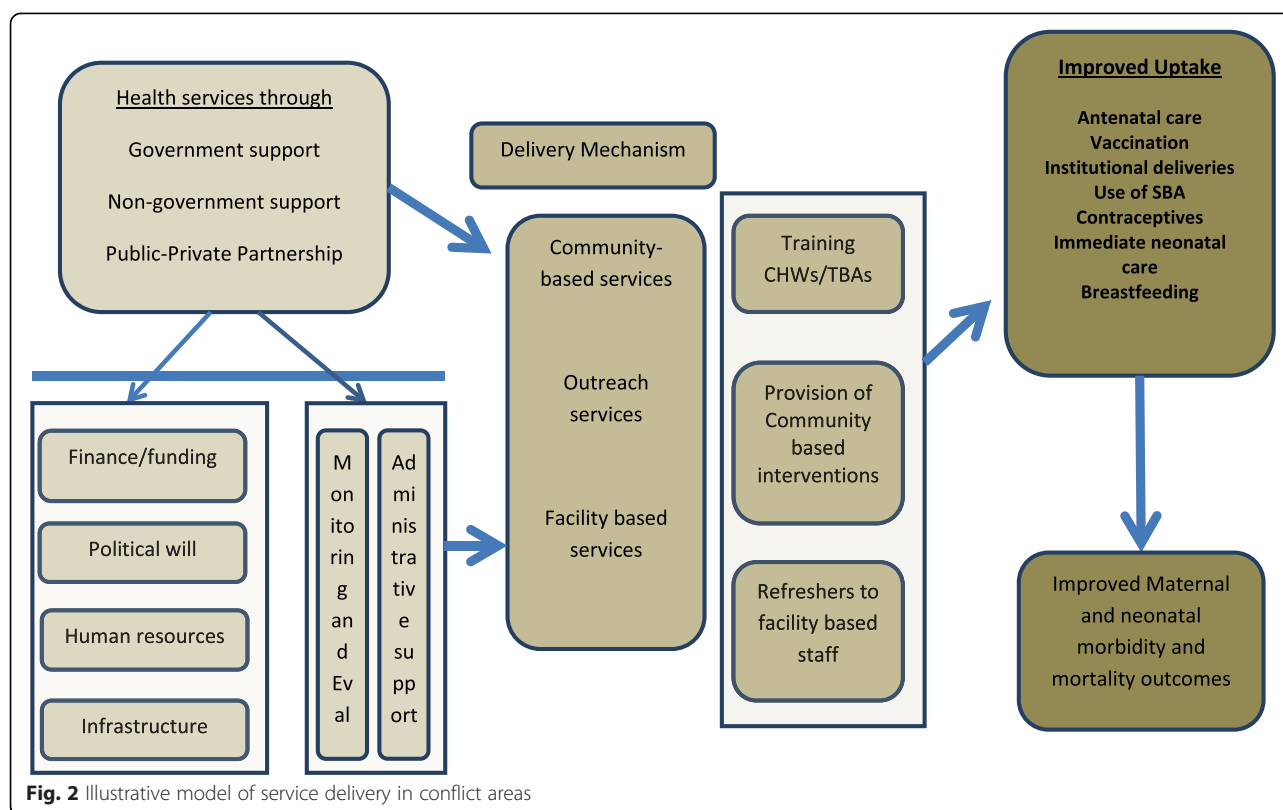 Health services through
Government support
Non-government support
Public-Private Partnership
Finance/funding
Political will
Human resources
Infrastructure
M
on
ito
rin
g
an
d
Ev
al
Ad
mi
nis
tra
tiv
e
su
pp
ort
Delivery Mechanism
Community-
based services
Outreach
services
Facility based
services
Training
CHWs/TBAs
Provision of
Community
based
interventions
Refreshers to
facility based
staff
Improved Uptake
Antenatal care
Vaccination
Institutional deliveries
Use of SBA
Contraceptives
Immediate neonatal
care
Breastfeeding
Improved Maternal
and neonatal
morbidity and
mortality outcomes
Fig. 2 Illustrative model of service delivery in conflict areas